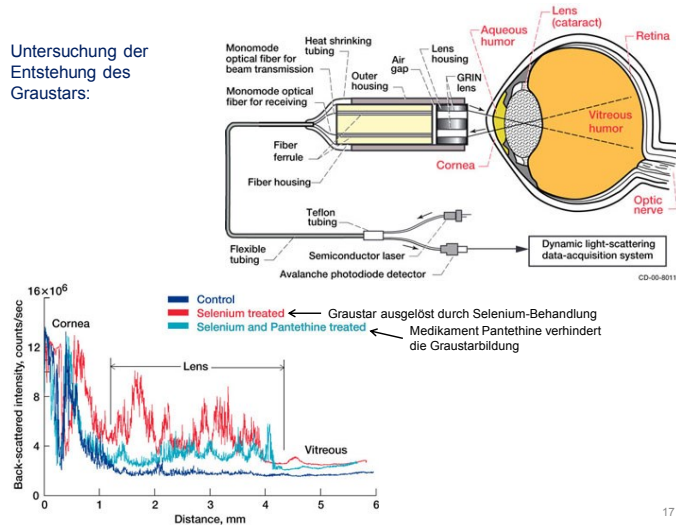 Untersuchung der
Entstehung des
Graustars:
Monomode
optical fiber for
beam transmission
Heat shrinking
tubing
Monomode optical
fiber for receiving
Outer
housing
Air
gap
Lens
housing
GRIN
lens
Aqueous
humor
Lens
(cataract)
Retina
Vitreous
humor
Cornea
Optic
nerve
Fiber
ferrule
Fiber housing
Teflon
tubing
Flexible
tubing
Semiconductor laser
Avalanche photodiode detector
Dynamic light-scattering
data-acquisition system
CD-00-8011
Control
Selenium treated
Graustar ausgelöst durch Selenium-Behandlung
Selenium and Pantethine treated
Medikament Pantethine verhindert
die Graustarbildung
16×10⁶
12
8
4
0
Back-scattered intensity, counts/sec
Cornea
Lens
Vitreous
0 1 2 3 4 5 6
Distance, mm
17